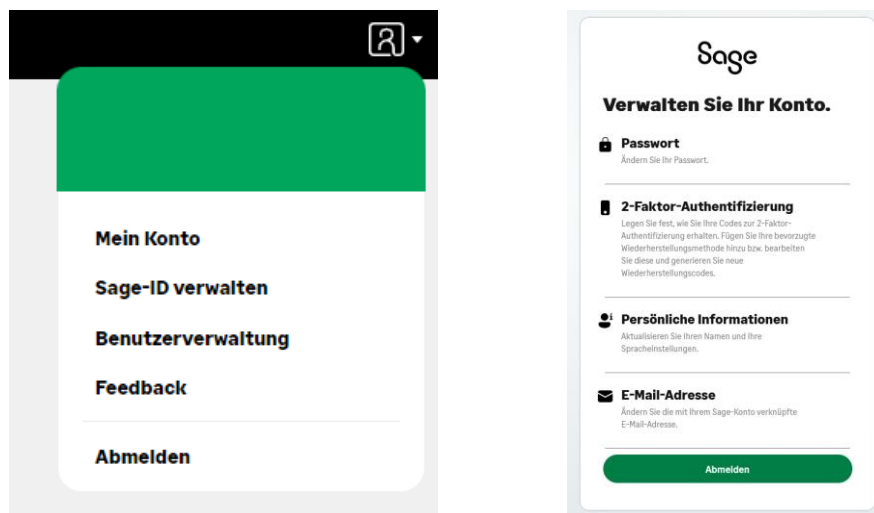 Mein Konto
Sage-ID verwalten
Benutzerverwaltung
Feedback
Abmelden
Sage
Verwalten Sie Ihr Konto.
Passwort
Ändern Sie Ihr Passwort.
2-Faktor-Authentifizierung
Legen Sie fest, wie Sie Ihre Codes zur 2-Faktor-
Authentifizierung erhalten. Fügen Sie Ihre bevorzugte
Wiederherstellungsmethode hinzu bzw. bearbeiten
Sie diese und generieren Sie neue
Wiederherstellungscodes.
Persönliche Informationen
Aktualisieren Sie Ihren Namen und Ihre
Spracheinstellungen.
E-Mail-Adresse
Ändern Sie die mit Ihrem Sage-Konto verknüpfte
E-Mail-Adresse.
Abmelden